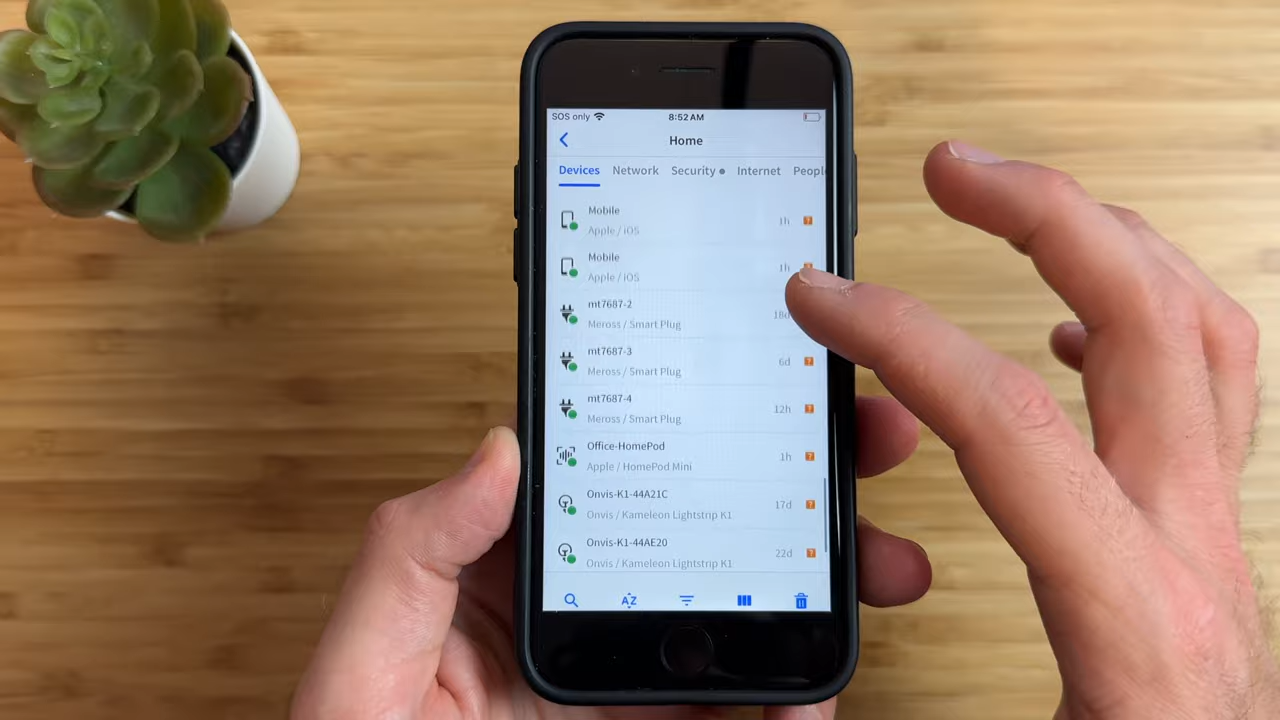 SOS only 8:52 AM
Home
Devices Network Security Internet Peopl
Mobile
Apple / iOS 1h
Mobile
Apple / iOS 1h
mt7687-2
Meross / Smart Plug 18d
mt7687-3
Meross / Smart Plug 6d
mt7687-4
Meross / Smart Plug 12h
Office-HomePod
Apple / HomePod Mini 1h
Onvis-K1-44A21C
Onvis / Kameleon Lightstrip K1 17d
Onvis-K1-44AE20
Onvis / Kameleon Lightstrip K1 22d
AZ